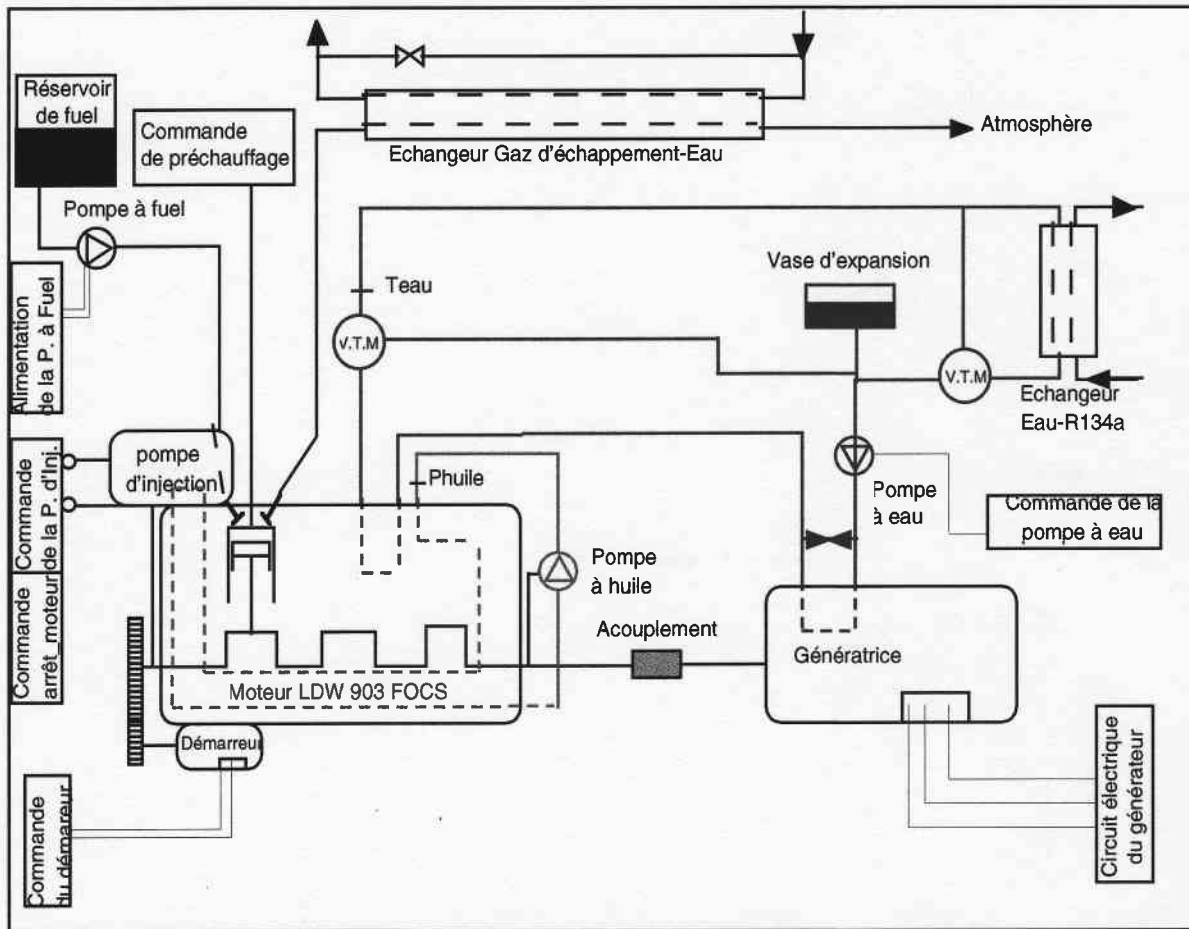 Réservoir
de fuel
Commande
de préchauffage
Atmosphère
Echangeur Gaz d'échappement-Eau
Pompe à fuel
Vase d'expansion
Teau
V.T.M
V.T.M
Alimentation
de la P. à Fuel
Echangeur
Eau-R134a
pompe
d'injection
Phuile
Commande
de la P. d'Inj.
Pompe
à eau
Commande de la
pompe à eau
Pompe
à huile
Commande
arrêt_moteur
Acouplement
Génératrice
Moteur LDW 903 FOCS
Démarreur
Commande
du démareur
Circuit électrique
du générateur